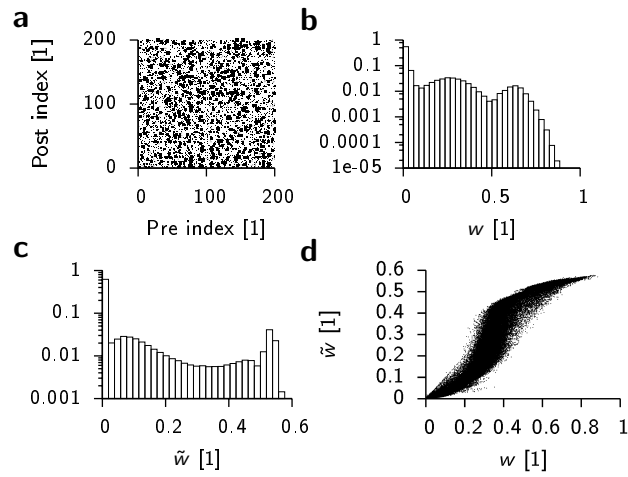 a
200
100
0
Post index [1]
0 100 200
Pre index [1]
b
1
0.1
0.01
0.001
0.0001
1e-05
0 0.5 1
w [1]
c
1
0.1
0.01
0.001
0 0.2 0.4 0.6
w̃ [1]
d
0.6
0.5
0.4
0.3
0.2
0.1
0
w̃ [1]
0 0.2 0.4 0.6 0.8 1
w [1]